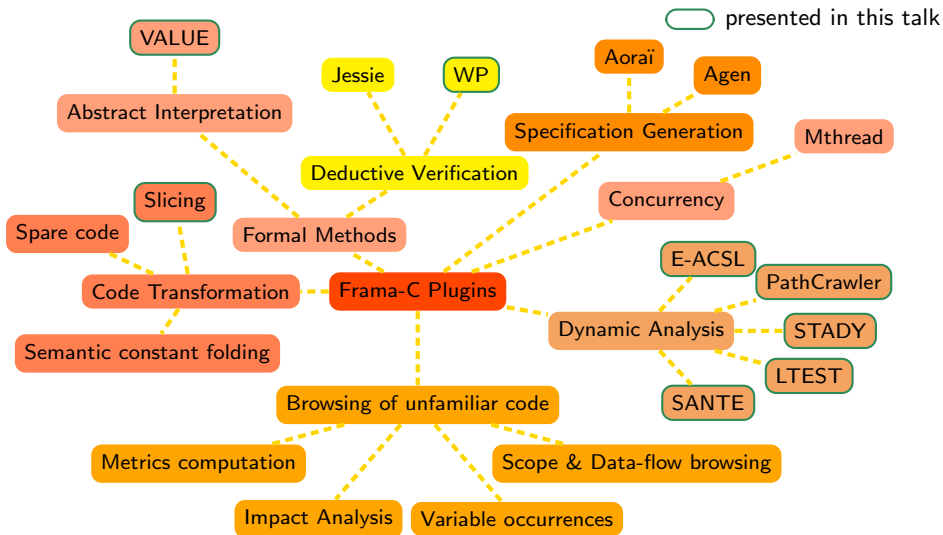 presented in this talk
VALUE
Aoraï
Jessie
WP
Agen
Abstract Interpretation
Specification Generation
Mthread
Deductive Verification
Slicing
Concurrency
Spare code
Formal Methods
E-ACSL
PathCrawler
Code Transformation
Frama-C Plugins
Dynamic Analysis
STADY
Semantic constant folding
LTEST
Browsing of unfamiliar code
SANTE
Metrics computation
Scope & Data-flow browsing
Impact Analysis
Variable occurrences